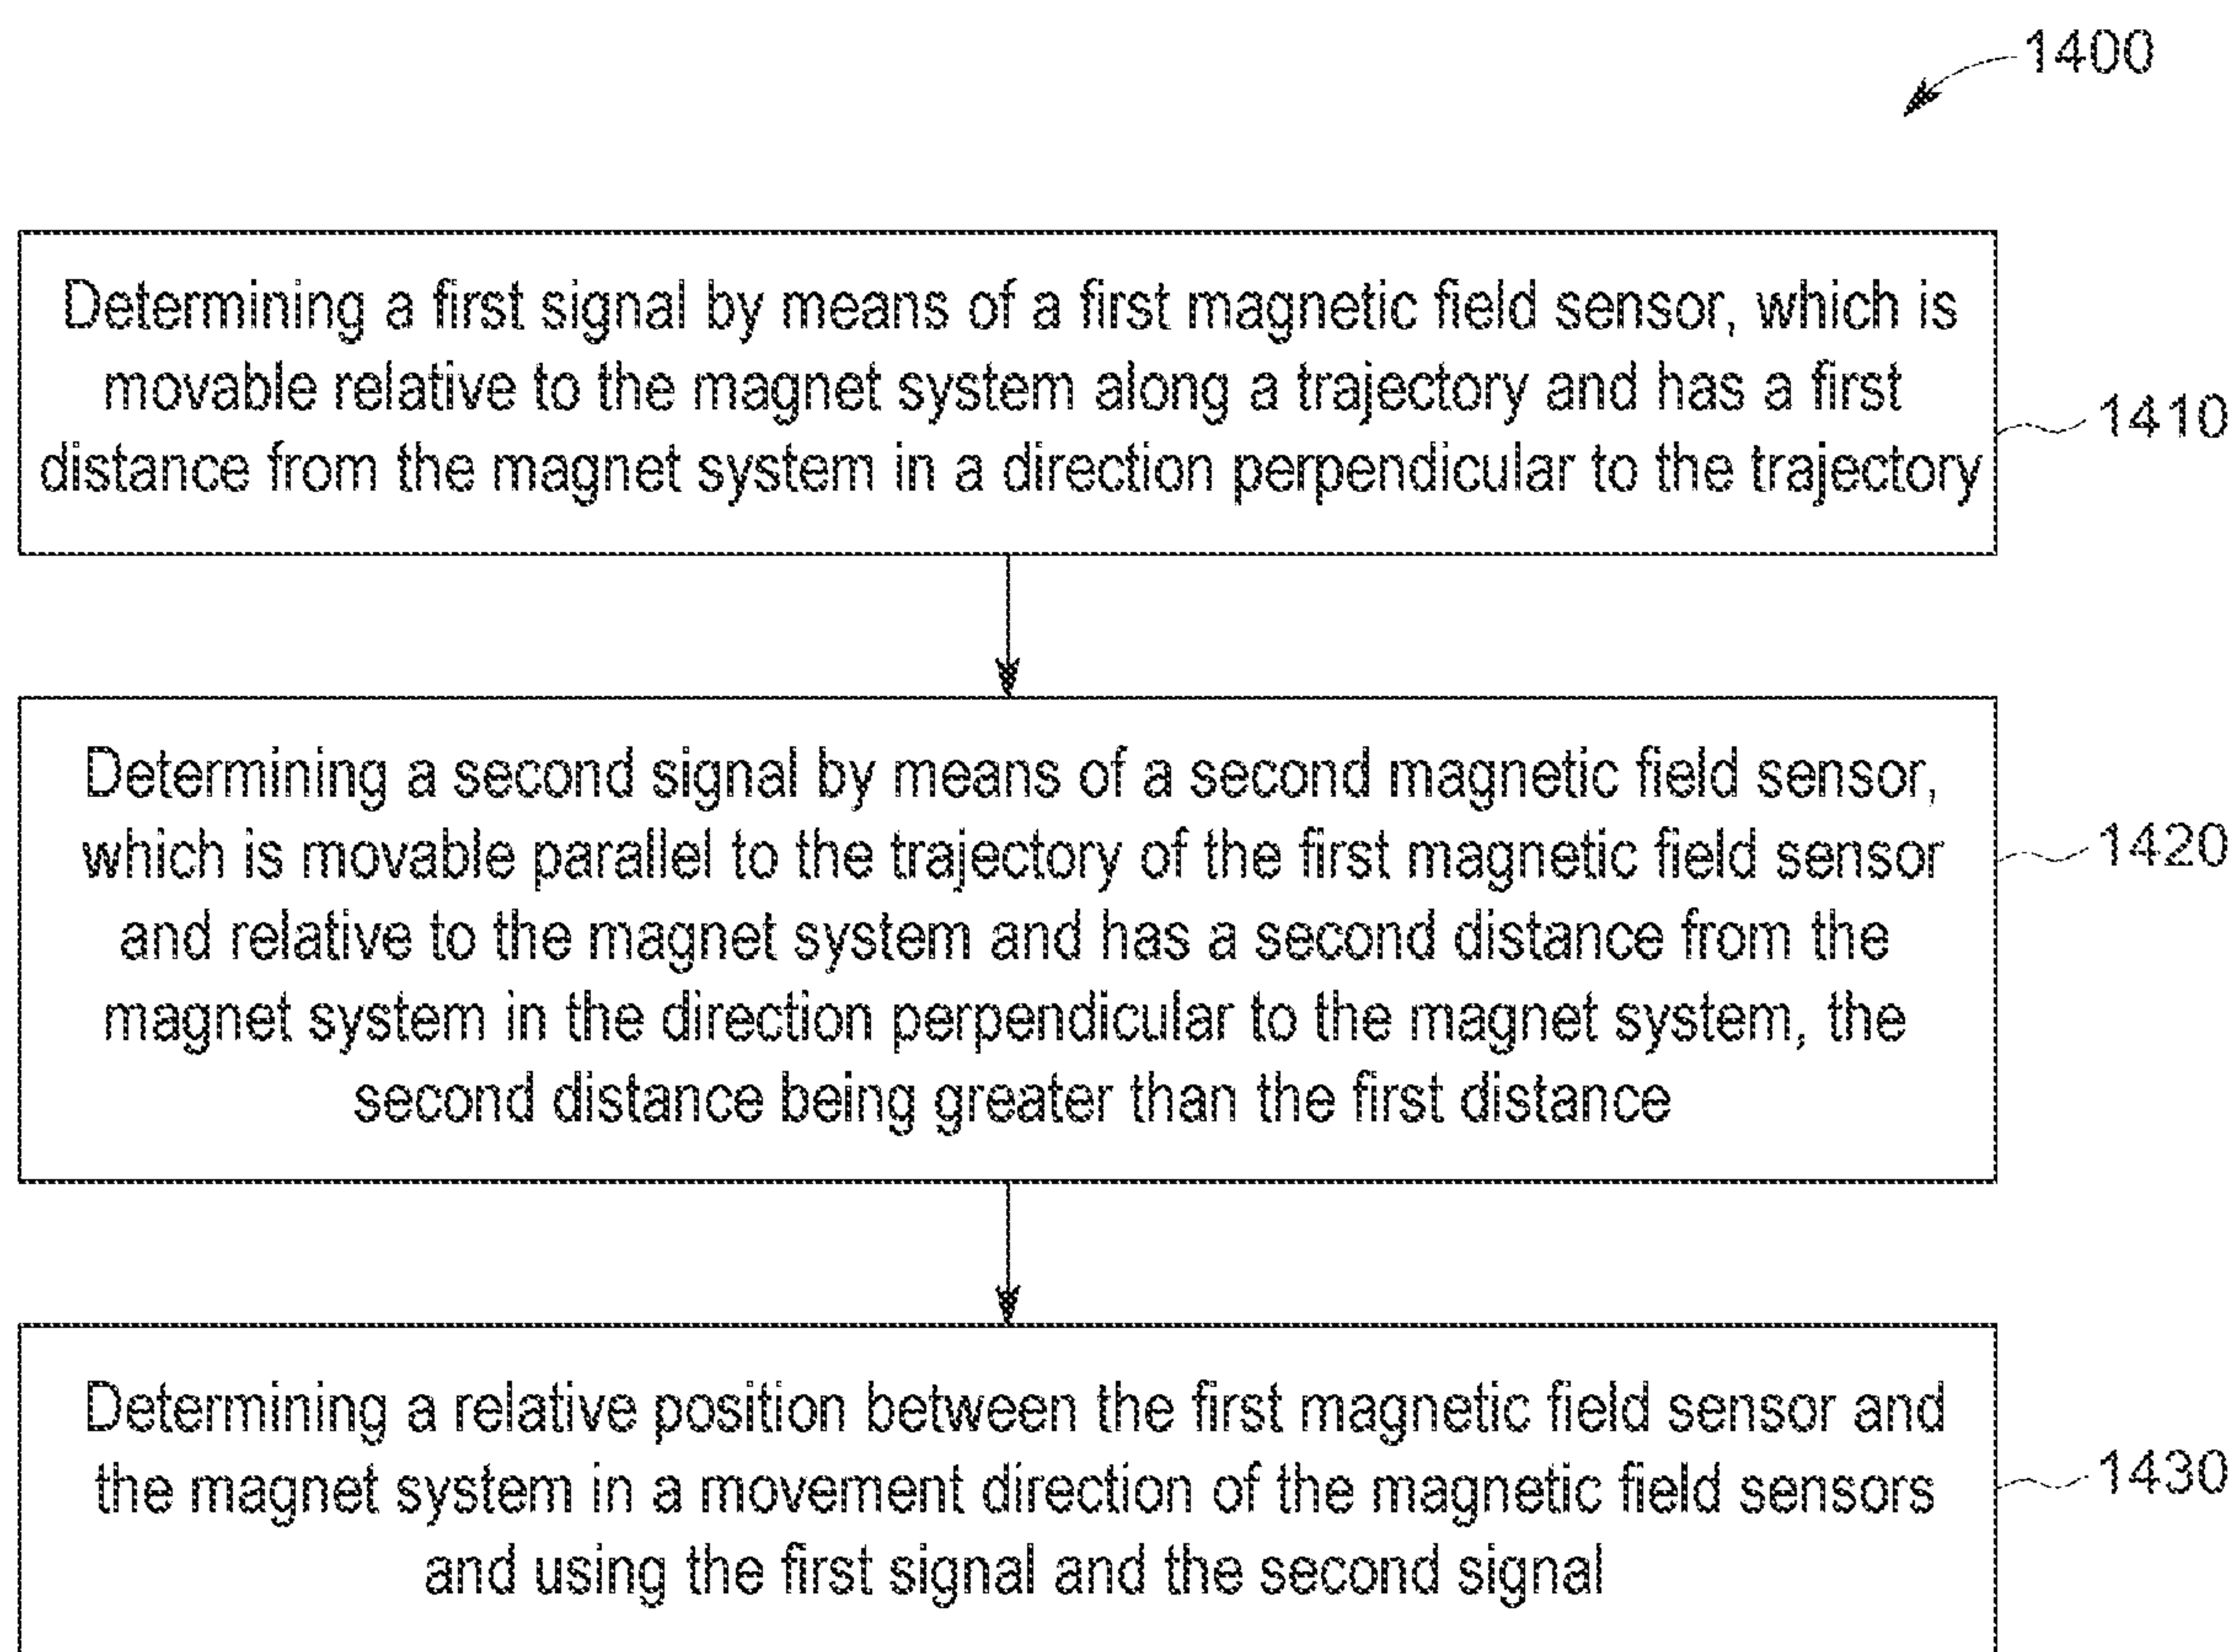 1400
Determining a first signal by means of a first magnetic field sensor, which is
movable relative to the magnet system along a trajectory and has a first
distance from the magnet system in a direction perpendicular to the trajectory
1410
Determining a second signal by means of a second magnetic field sensor,
which is movable parallel to the trajectory of the first magnetic field sensor
and relative to the magnet system and has a second distance from the
magnet system in the direction perpendicular to the magnet system, the
second distance being greater than the first distance
1420
Determining a relative position between the first magnetic field sensor and
the magnet system in a movement direction of the magnetic field sensors
and using the first signal and the second signal
1430